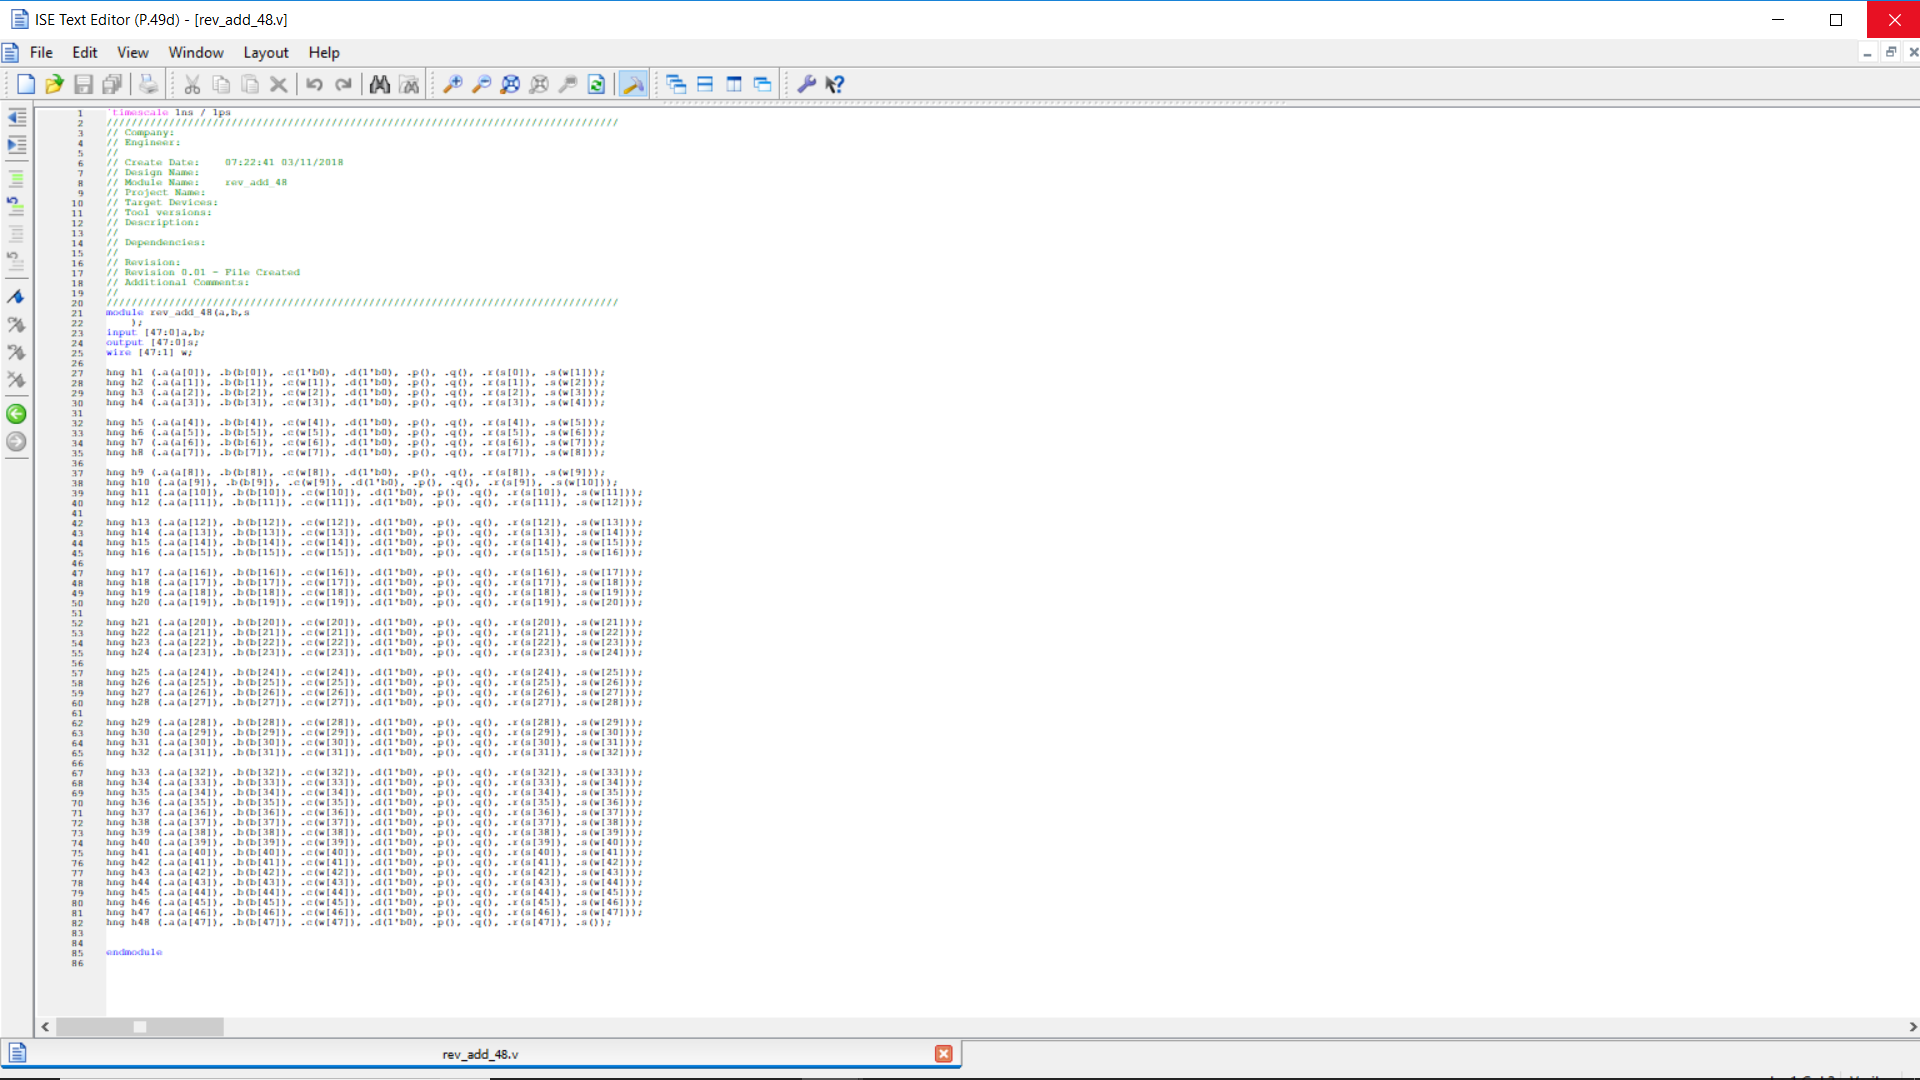 ISE Text Editor (P.49d) - [rev_add_48.v]
File Edit View Window Layout Help
1 `timescale 1ns / 1ps
2 //////////////////////////////////////////////////////////////////////////////////
3 // Company:
4 // Engineer:
5 //
6 // Create Date:    07:22:41 03/11/2018
7 // Design Name:
8 // Module Name:    rev_add_48
9 // Project Name:
10 // Target Devices:
11 // Tool versions:
12 // Description:
13 //
14 // Dependencies:
15 //
16 // Revision:
17 // Revision 0.01 - File Created
18 // Additional Comments:
19 //
20 //////////////////////////////////////////////////////////////////////////////////
21 module rev_add_48(a,b,s
22     );
23 input [47:0]a,b;
24 output [47:0]s;
25 wire [47:1] w;
26
27 hng h1 (.a(a[0]), .b(b[0]), .c(1'b0), .d(1'b0), .p(), .q(), .r(s[0]), .s(w[1]));
28 hng h2 (.a(a[1]), .b(b[1]), .c(w[1]), .d(1'b0), .p(), .q(), .r(s[1]), .s(w[2]));
29 hng h3 (.a(a[2]), .b(b[2]), .c(w[2]), .d(1'b0), .p(), .q(), .r(s[2]), .s(w[3]));
30 hng h4 (.a(a[3]), .b(b[3]), .c(w[3]), .d(1'b0), .p(), .q(), .r(s[3]), .s(w[4]));
31
32 hng h5 (.a(a[4]), .b(b[4]), .c(w[4]), .d(1'b0), .p(), .q(), .r(s[4]), .s(w[5]));
33 hng h6 (.a(a[5]), .b(b[5]), .c(w[5]), .d(1'b0), .p(), .q(), .r(s[5]), .s(w[6]));
34 hng h7 (.a(a[6]), .b(b[6]), .c(w[6]), .d(1'b0), .p(), .q(), .r(s[6]), .s(w[7]));
35 hng h8 (.a(a[7]), .b(b[7]), .c(w[7]), .d(1'b0), .p(), .q(), .r(s[7]), .s(w[8]));
36
37 hng h9 (.a(a[8]), .b(b[8]), .c(w[8]), .d(1'b0), .p(), .q(), .r(s[8]), .s(w[9]));
38 hng h10 (.a(a[9]), .b(b[9]), .c(w[9]), .d(1'b0), .p(), .q(), .r(s[9]), .s(w[10]));
39 hng h11 (.a(a[10]), .b(b[10]), .c(w[10]), .d(1'b0), .p(), .q(), .r(s[10]), .s(w[11]));
40 hng h12 (.a(a[11]), .b(b[11]), .c(w[11]), .d(1'b0), .p(), .q(), .r(s[11]), .s(w[12]));
41
42 hng h13 (.a(a[12]), .b(b[12]), .c(w[12]), .d(1'b0), .p(), .q(), .r(s[12]), .s(w[13]));
43 hng h14 (.a(a[13]), .b(b[13]), .c(w[13]), .d(1'b0), .p(), .q(), .r(s[13]), .s(w[14]));
44 hng h15 (.a(a[14]), .b(b[14]), .c(w[14]), .d(1'b0), .p(), .q(), .r(s[14]), .s(w[15]));
45 hng h16 (.a(a[15]), .b(b[15]), .c(w[15]), .d(1'b0), .p(), .q(), .r(s[15]), .s(w[16]));
46
47 hng h17 (.a(a[16]), .b(b[16]), .c(w[16]), .d(1'b0), .p(), .q(), .r(s[16]), .s(w[17]));
48 hng h18 (.a(a[17]), .b(b[17]), .c(w[17]), .d(1'b0), .p(), .q(), .r(s[17]), .s(w[18]));
49 hng h19 (.a(a[18]), .b(b[18]), .c(w[18]), .d(1'b0), .p(), .q(), .r(s[18]), .s(w[19]));
50 hng h20 (.a(a[19]), .b(b[19]), .c(w[19]), .d(1'b0), .p(), .q(), .r(s[19]), .s(w[20]));
51
52 hng h21 (.a(a[20]), .b(b[20]), .c(w[20]), .d(1'b0), .p(), .q(), .r(s[20]), .s(w[21]));
53 hng h22 (.a(a[21]), .b(b[21]), .c(w[21]), .d(1'b0), .p(), .q(), .r(s[21]), .s(w[22]));
54 hng h23 (.a(a[22]), .b(b[22]), .c(w[22]), .d(1'b0), .p(), .q(), .r(s[22]), .s(w[23]));
55 hng h24 (.a(a[23]), .b(b[23]), .c(w[23]), .d(1'b0), .p(), .q(), .r(s[23]), .s(w[24]));
56
57 hng h25 (.a(a[24]), .b(b[24]), .c(w[24]), .d(1'b0), .p(), .q(), .r(s[24]), .s(w[25]));
58 hng h26 (.a(a[25]), .b(b[25]), .c(w[25]), .d(1'b0), .p(), .q(), .r(s[25]), .s(w[26]));
59 hng h27 (.a(a[26]), .b(b[26]), .c(w[26]), .d(1'b0), .p(), .q(), .r(s[26]), .s(w[27]));
60 hng h28 (.a(a[27]), .b(b[27]), .c(w[27]), .d(1'b0), .p(), .q(), .r(s[27]), .s(w[28]));
61
62 hng h29 (.a(a[28]), .b(b[28]), .c(w[28]), .d(1'b0), .p(), .q(), .r(s[28]), .s(w[29]));
63 hng h30 (.a(a[29]), .b(b[29]), .c(w[29]), .d(1'b0), .p(), .q(), .r(s[29]), .s(w[30]));
64 hng h31 (.a(a[30]), .b(b[30]), .c(w[30]), .d(1'b0), .p(), .q(), .r(s[30]), .s(w[31]));
65 hng h32 (.a(a[31]), .b(b[31]), .c(w[31]), .d(1'b0), .p(), .q(), .r(s[31]), .s(w[32]));
66
67 hng h33 (.a(a[32]), .b(b[32]), .c(w[32]), .d(1'b0), .p(), .q(), .r(s[32]), .s(w[33]));
68 hng h34 (.a(a[33]), .b(b[33]), .c(w[33]), .d(1'b0), .p(), .q(), .r(s[33]), .s(w[34]));
69 hng h35 (.a(a[34]), .b(b[34]), .c(w[34]), .d(1'b0), .p(), .q(), .r(s[34]), .s(w[35]));
70 hng h36 (.a(a[35]), .b(b[35]), .c(w[35]), .d(1'b0), .p(), .q(), .r(s[35]), .s(w[36]));
71 hng h37 (.a(a[36]), .b(b[36]), .c(w[36]), .d(1'b0), .p(), .q(), .r(s[36]), .s(w[37]));
72 hng h38 (.a(a[37]), .b(b[37]), .c(w[37]), .d(1'b0), .p(), .q(), .r(s[37]), .s(w[38]));
73 hng h39 (.a(a[38]), .b(b[38]), .c(w[38]), .d(1'b0), .p(), .q(), .r(s[38]), .s(w[39]));
74 hng h40 (.a(a[39]), .b(b[39]), .c(w[39]), .d(1'b0), .p(), .q(), .r(s[39]), .s(w[40]));
75 hng h41 (.a(a[40]), .b(b[40]), .c(w[40]), .d(1'b0), .p(), .q(), .r(s[40]), .s(w[41]));
76 hng h42 (.a(a[41]), .b(b[41]), .c(w[41]), .d(1'b0), .p(), .q(), .r(s[41]), .s(w[42]));
77 hng h43 (.a(a[42]), .b(b[42]), .c(w[42]), .d(1'b0), .p(), .q(), .r(s[42]), .s(w[43]));
78 hng h44 (.a(a[43]), .b(b[43]), .c(w[43]), .d(1'b0), .p(), .q(), .r(s[43]), .s(w[44]));
79 hng h45 (.a(a[44]), .b(b[44]), .c(w[44]), .d(1'b0), .p(), .q(), .r(s[44]), .s(w[45]));
80 hng h46 (.a(a[45]), .b(b[45]), .c(w[45]), .d(1'b0), .p(), .q(), .r(s[45]), .s(w[46]));
81 hng h47 (.a(a[46]), .b(b[46]), .c(w[46]), .d(1'b0), .p(), .q(), .r(s[46]), .s(w[47]));
82 hng h48 (.a(a[47]), .b(b[47]), .c(w[47]), .d(1'b0), .p(), .q(), .r(s[47]), .s());
83
84
85 endmodule
86
rev_add_48.v